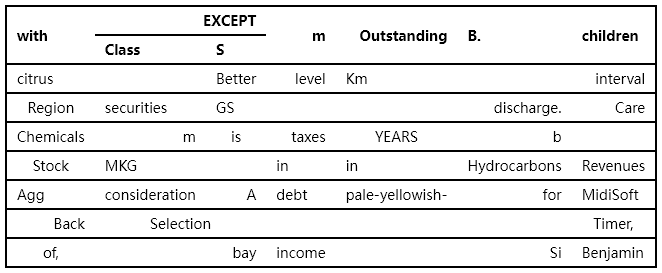 with EXCEPT m Outstanding B. children
Class S
citrus Better level Km interval
Region securities GS discharge. Care
Chemicals m is taxes YEARS b
Stock MKG in in Hydrocarbons Revenues
Agg consideration A debt pale-yellowish- for MidiSoft
Back Selection Timer,
of, bay income Si Benjamin